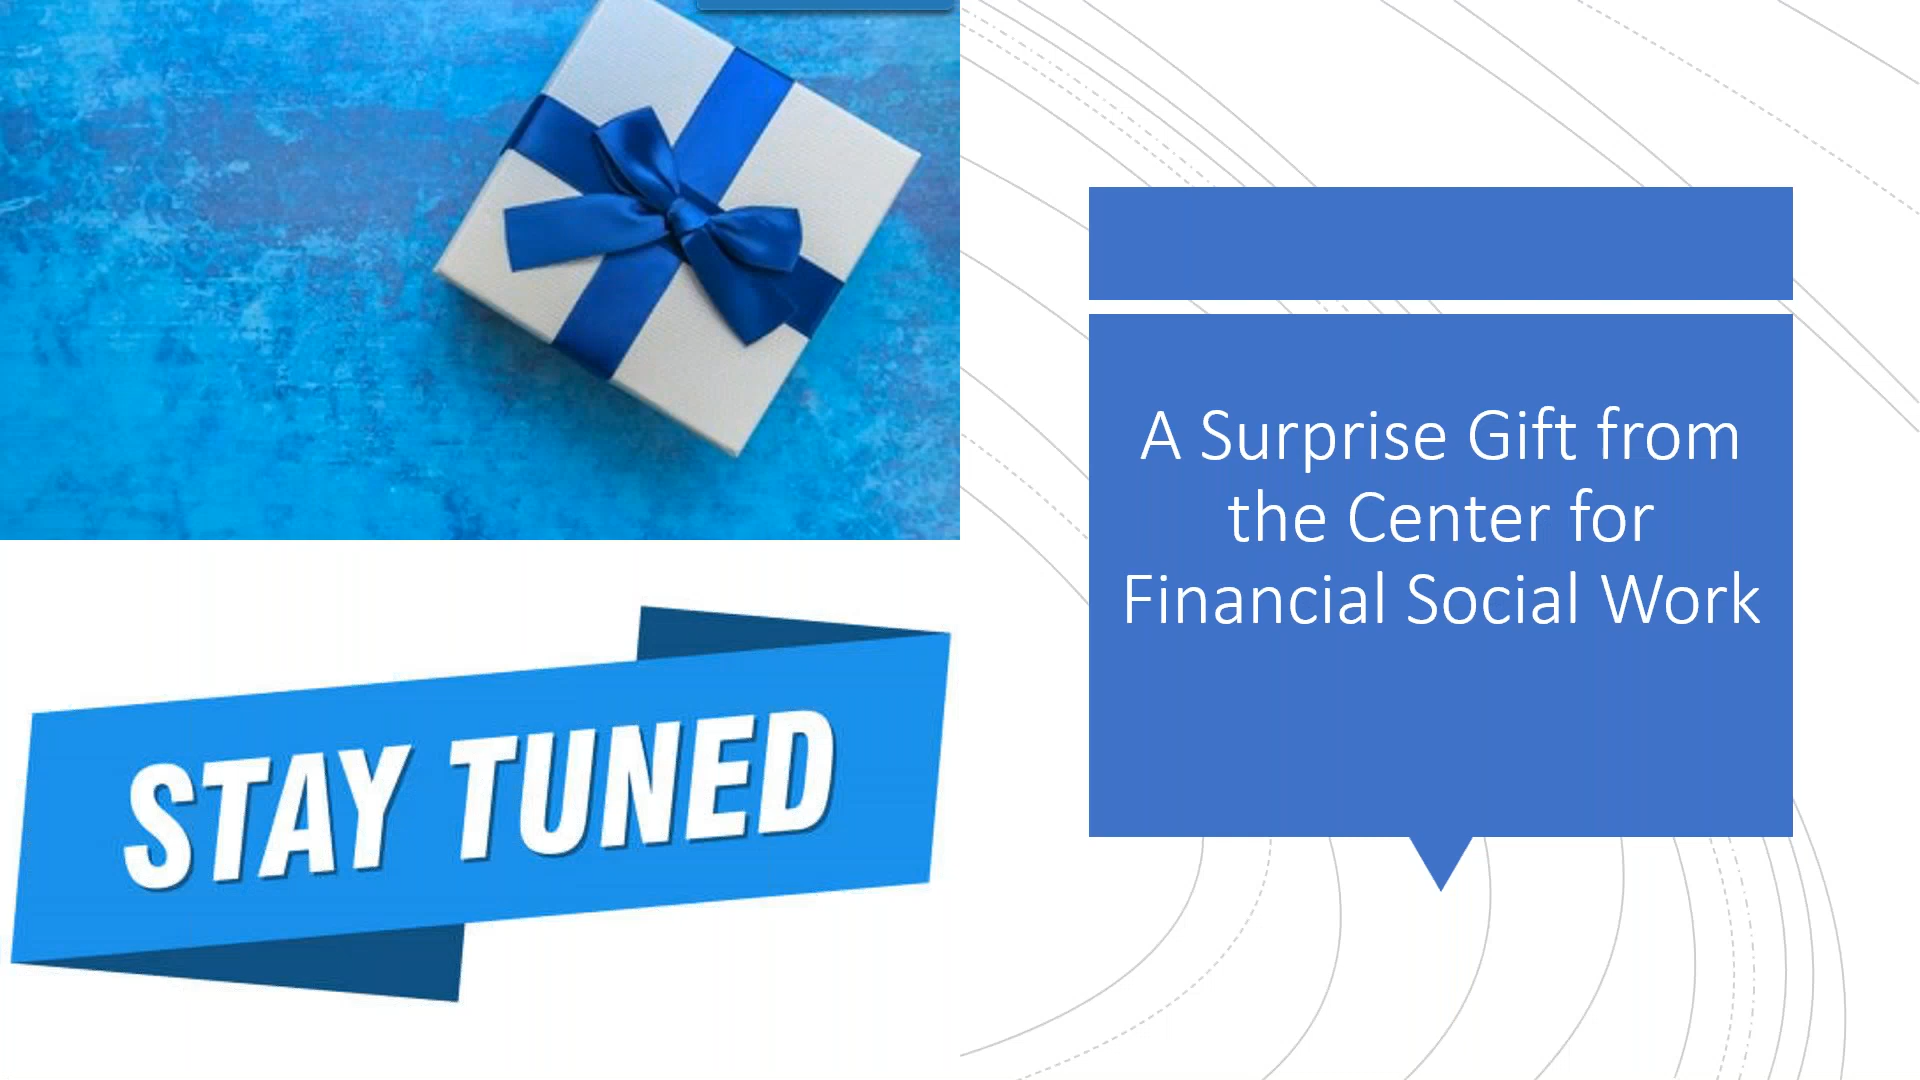 STAY TUNED
A Surprise Gift from
the Center for
Financial Social Work